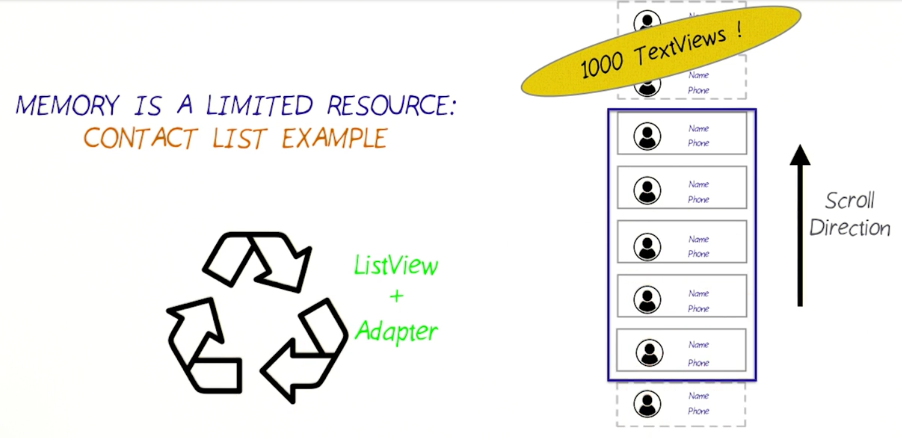 MEMORY IS A LIMITED RESOURCE:
CONTACT LIST EXAMPLE
ListView
+
Adapter
1000 TextViews !
Name
Name
Phone
Name
Phone
Name
Phone
Name
Phone
Name
Phone
Name
Phone
Name
Phone
Scroll
Direction